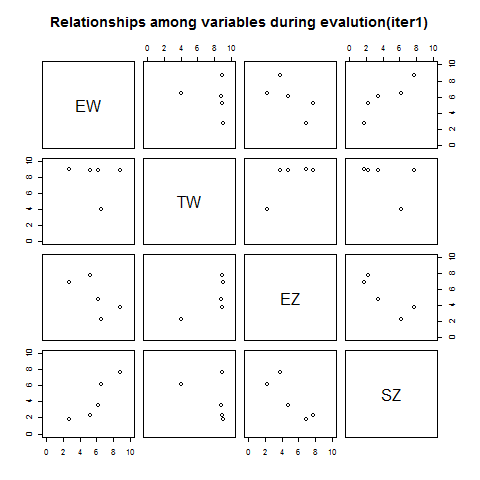 Relationships among variables during evalution(iter1)
0 2 4 6 8 10 0 2 4 6 8 10
EW 0 2 4 6 8 10
0 2 4 6 8 10 TW
EZ 0 2 4 6 8 10
0 2 4 6 8 10 SZ
0 2 4 6 8 10 0 2 4 6 8 10